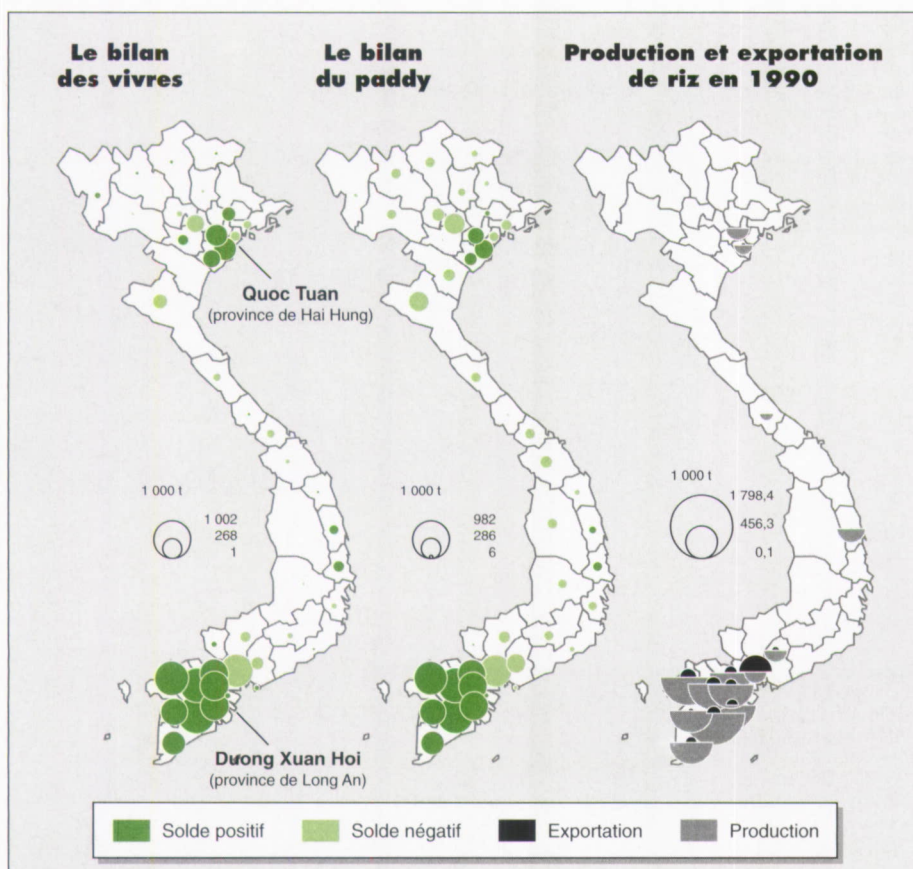 Le bilan
des vivres
Le bilan
du paddy
Production et exportation
de riz en 1990
Quoc Tuan
(province de Hai Hung)
1 000 t
1 002
268
1
1 000 t
982
286
6
1 000 t
1 798,4
456,3
0,1
Duong Xuan Hoi
(province de Long An)
Solde positif
Solde négatif
Exportation
Production